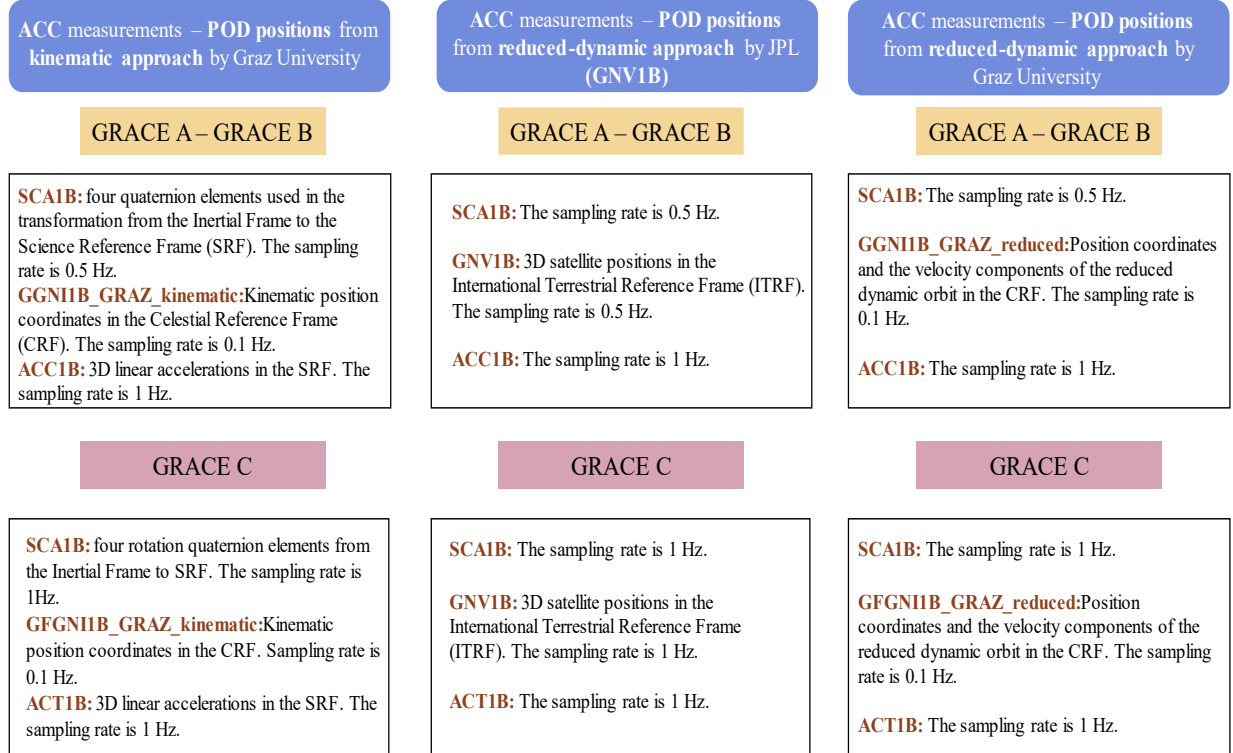 ACC measurements – POD positions from
kinematic approach by Graz University
GRACE A – GRACE B
SCA1B: four quaternion elements used in the
transformation from the Inertial Frame to the
Science Reference Frame (SRF). The sampling
rate is 0.5 Hz.
GGNI1B_GRAZ_kinematic:Kinematic position
coordinates in the Celestial Reference Frame
(CRF). The sampling rate is 0.1 Hz.
ACC1B: 3D linear accelerations in the SRF. The
sampling rate is 1 Hz.
GRACE C
SCA1B: four rotation quaternion elements from
the Inertial Frame to SRF. The sampling rate is
1Hz.
GFGNI1B_GRAZ_kinematic:Kinematic
position coordinates in the CRF. Sampling rate is
0.1 Hz.
ACT1B: 3D linear accelerations in the SRF. The
sampling rate is 1 Hz.
ACC measurements – POD positions
from reduced-dynamic approach by JPL
(GNV1B)
GRACE A – GRACE B
SCA1B: The sampling rate is 0.5 Hz.
GNV1B: 3D satellite positions in the
International Terrestrial Reference Frame (ITRF).
The sampling rate is 0.5 Hz.
ACC1B: The sampling rate is 1 Hz.
GRACE C
SCA1B: The sampling rate is 1 Hz.
GNV1B: 3D satellite positions in the
International Terrestrial Reference Frame
(ITRF). The sampling rate is 1 Hz.
ACT1B: The sampling rate is 1 Hz.
ACC measurements – POD positions
from reduced-dynamic approach by
Graz University
GRACE A – GRACE B
SCA1B: The sampling rate is 0.5 Hz.
GGNI1B_GRAZ_reduced:Position coordinates
and the velocity components of the reduced
dynamic orbit in the CRF. The sampling rate is
0.1 Hz.
ACC1B: The sampling rate is 1 Hz.
GRACE C
SCA1B: The sampling rate is 1 Hz.
GFGNI1B_GRAZ_reduced:Position
coordinates and the velocity components of the
reduced dynamic orbit in the CRF. The sampling
rate is 0.1 Hz.
ACT1B: The sampling rate is 1 Hz.